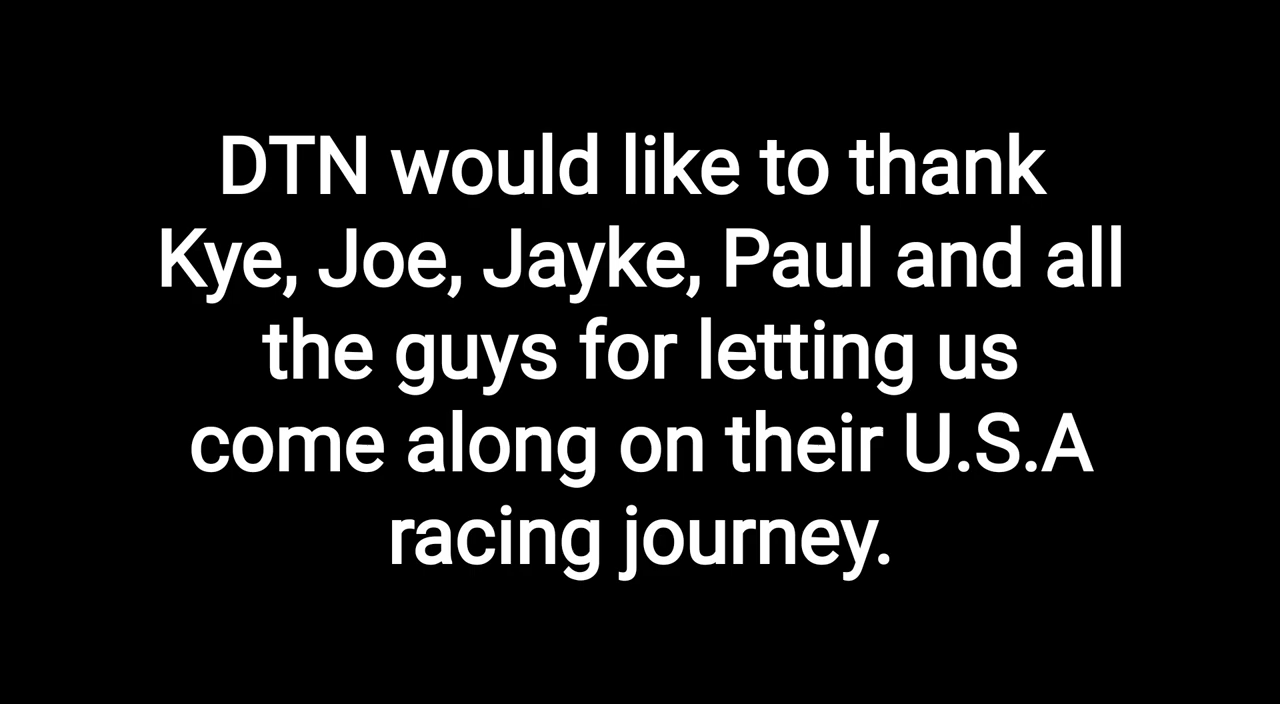 DTN would like to thank
Kye, Joe, Jayke, Paul and all
the guys for letting us
come along on their U.S.A
racing journey.